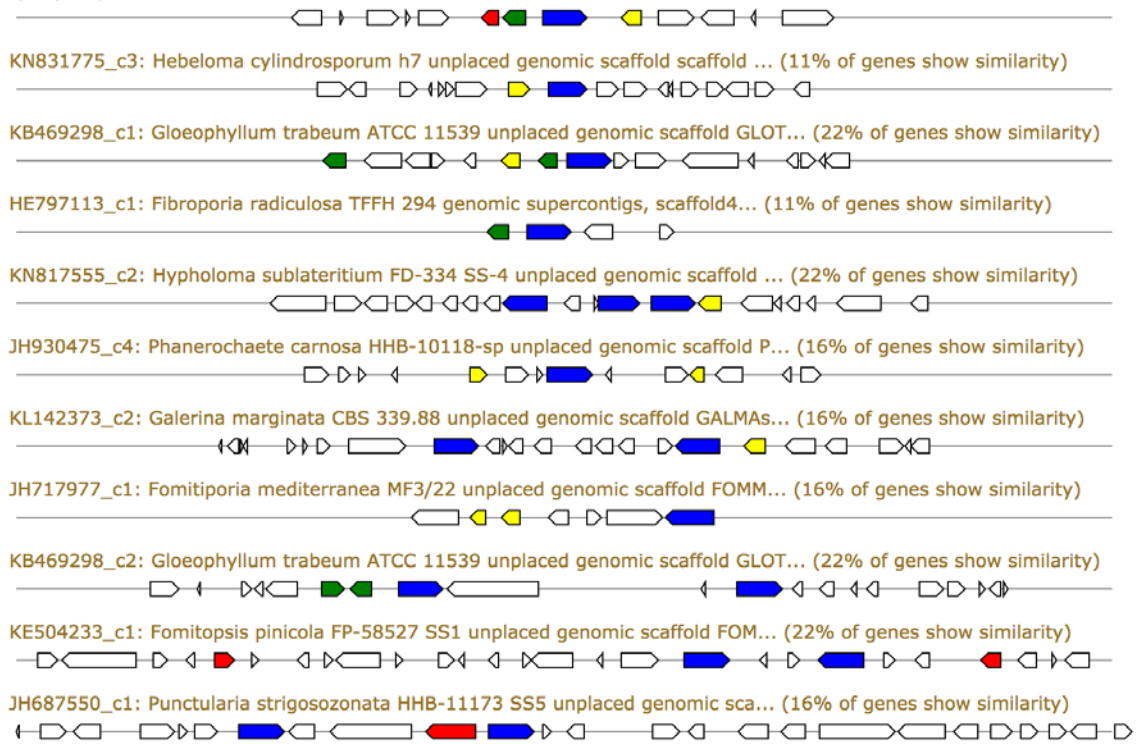 KN831775_c3: Hebeloma cylindrosporum h7 unplaced genomic scaffold scaffold ... (11% of genes show similarity)
KB469298_c1: Gloeophyllum trabeum ATCC 11539 unplaced genomic scaffold GLOT... (22% of genes show similarity)
HE797113_c1: Fibroporia radiculosa TFFH 294 genomic supercontigs, scaffold4... (11% of genes show similarity)
KN817555_c2: Hypholoma sublateritium FD-334 SS-4 unplaced genomic scaffold ... (22% of genes show similarity)
JH930475_c4: Phanerochaete carnosa HHB-10118-sp unplaced genomic scaffold P... (16% of genes show similarity)
KL142373_c2: Galerina marginata CBS 339.88 unplaced genomic scaffold GALMAs... (16% of genes show similarity)
JH717977_c1: Fomitiporia mediterranea MF3/22 unplaced genomic scaffold FOMM... (16% of genes show similarity)
KB469298_c2: Gloeophyllum trabeum ATCC 11539 unplaced genomic scaffold GLOT... (22% of genes show similarity)
KE504233_c1: Fomitopsis pinicola FP-58527 SS1 unplaced genomic scaffold FOM... (22% of genes show similarity)
JH687550_c1: Punctularia strigosozonata HHB-11173 SS5 unplaced genomic sca... (16% of genes show similarity)